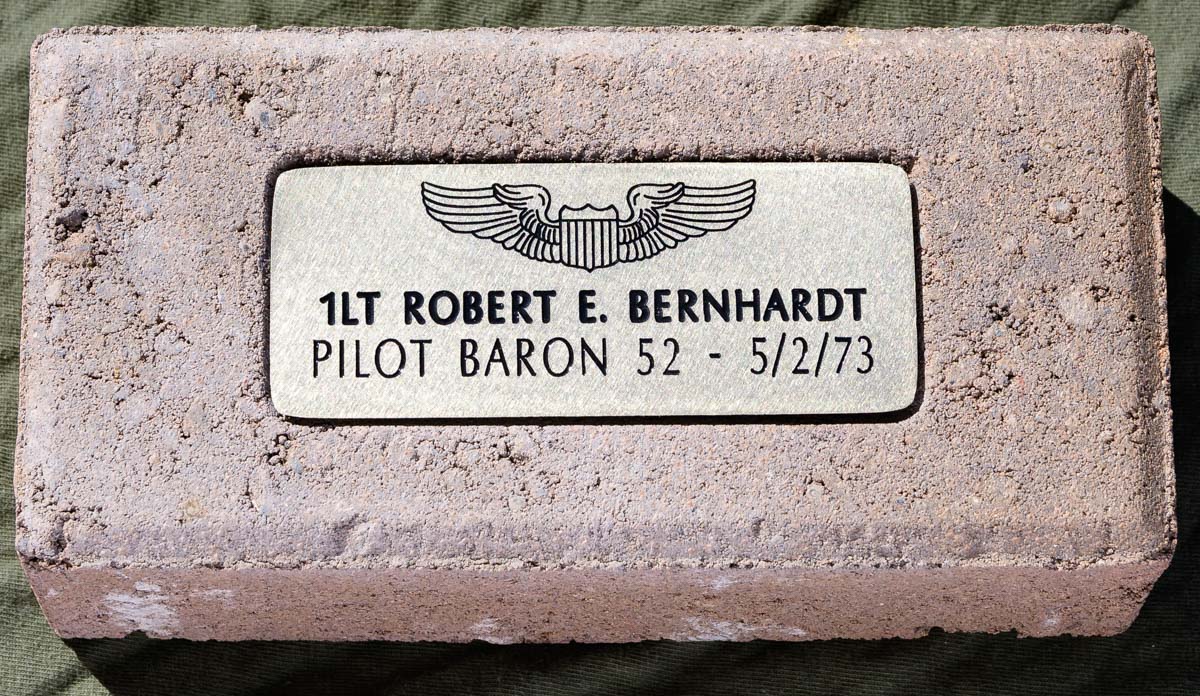 1LT ROBERT E. BERNHARDT
PILOT BARON 52 - 5/2/73